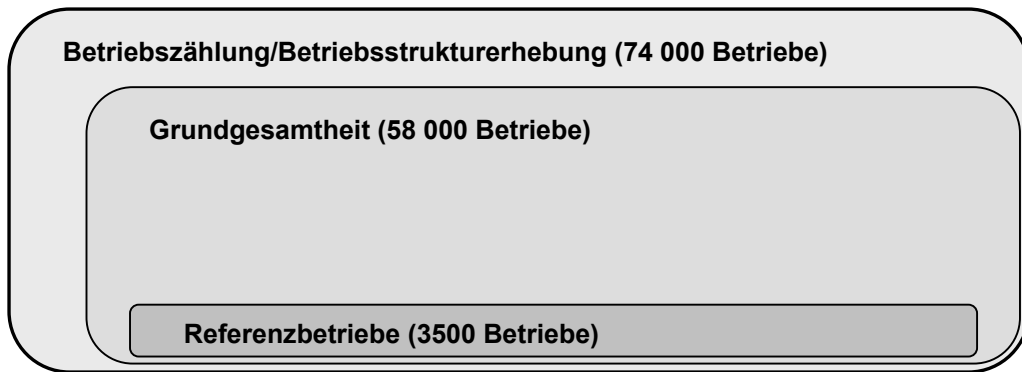 Betriebszählung/Betriebsstrukturerhebung (74 000 Betriebe)
Grundgesamtheit (58 000 Betriebe)
Referenzbetriebe (3500 Betriebe)